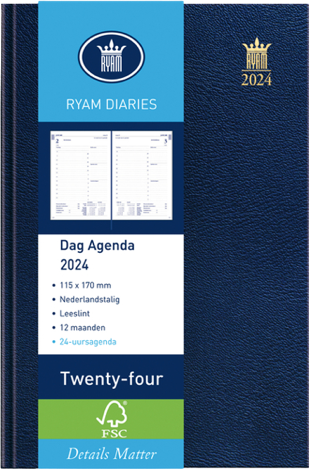 RYAM
RYAM DIARIES
RYAM
2024
Dag Agenda
2024
• 115 x 170 mm
• Nederlandstalig
• Leeslint
• 12 maanden
• 24-uursagenda
Twenty-four
FSC
Details Matter